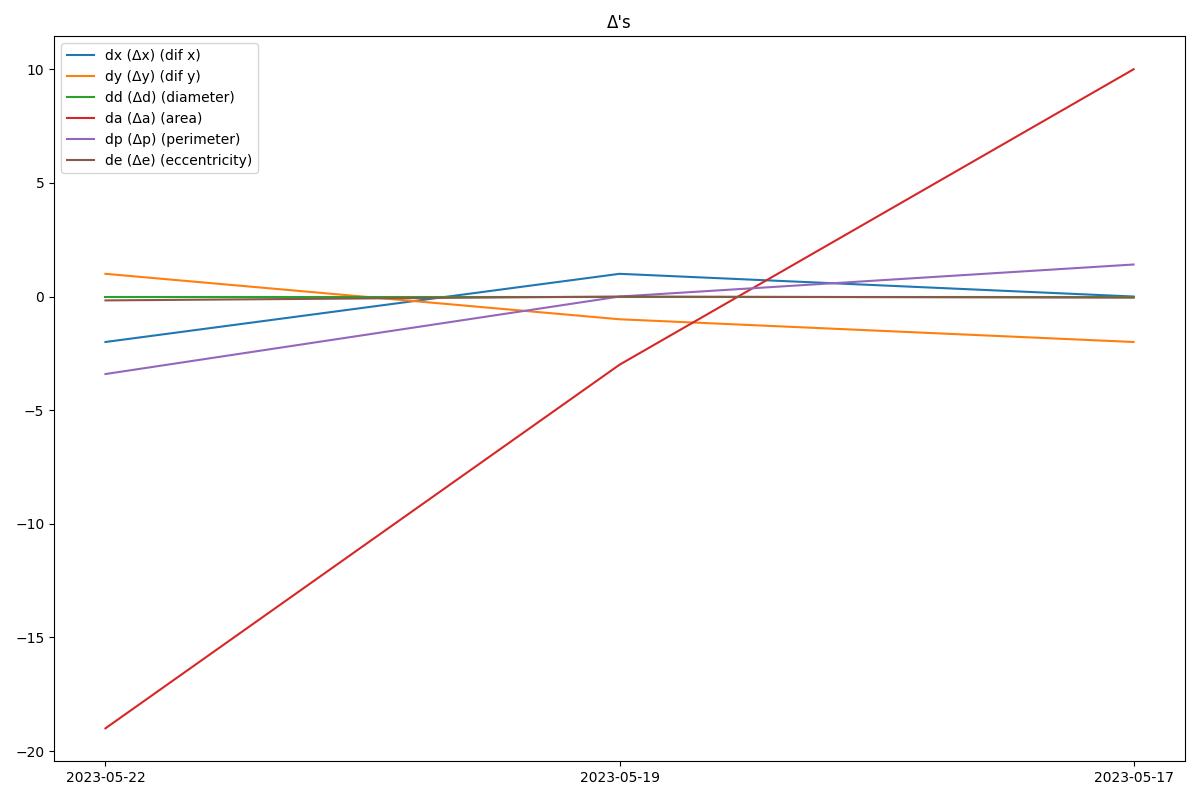 Δ's
dx (Δx) (dif x)
dy (Δy) (dif y)
dd (Δd) (diameter)
da (Δa) (area)
dp (Δp) (perimeter)
de (Δe) (eccentricity)
10
5
0
−5
−10
−15
−20
2023-05-22 2023-05-19 2023-05-17